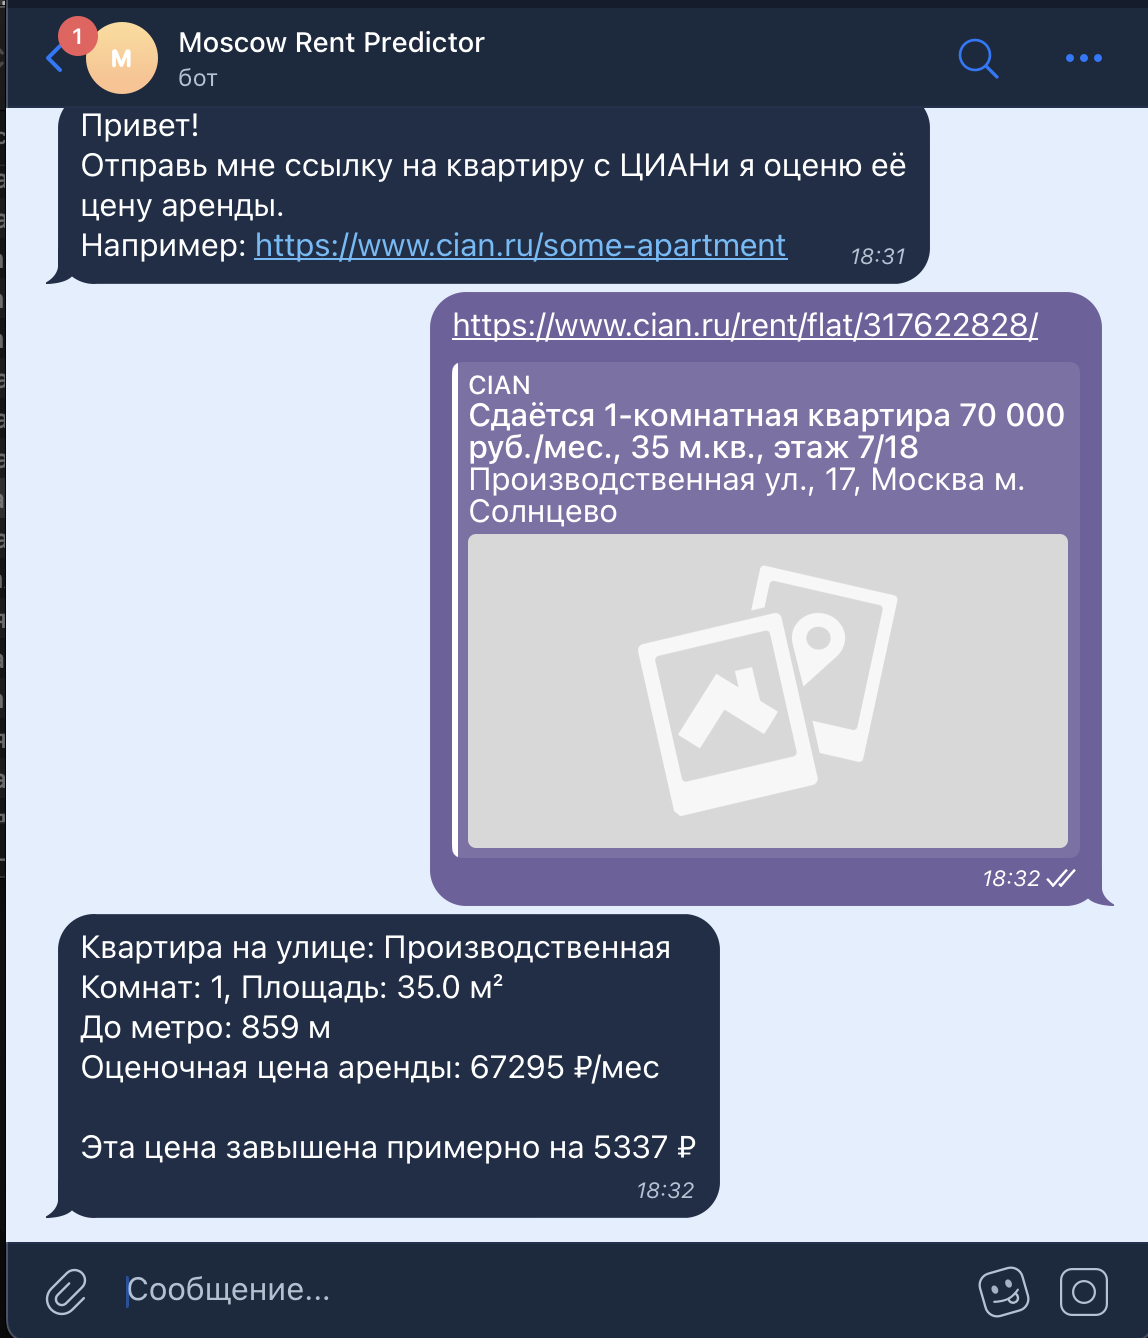 1
M
Moscow Rent Predictor
бот
Привет!
Отправь мне ссылку на квартиру с ЦИАНи я оценю её
цену аренды.
Например: https://www.cian.ru/some-apartment
18:31
https://www.cian.ru/rent/flat/317622828/
CIAN
Сдаётся 1-комнатная квартира 70 000
руб./мес., 35 м.кв., этаж 7/18
Производственная ул., 17, Москва м.
Солнцево
18:32
Квартира на улице: Производственная
Комнат: 1, Площадь: 35.0 м²
До метро: 859 м
Оценочная цена аренды: 67295 ₽/мес
Эта цена завышена примерно на 5337 ₽
18:32
Сообщение...